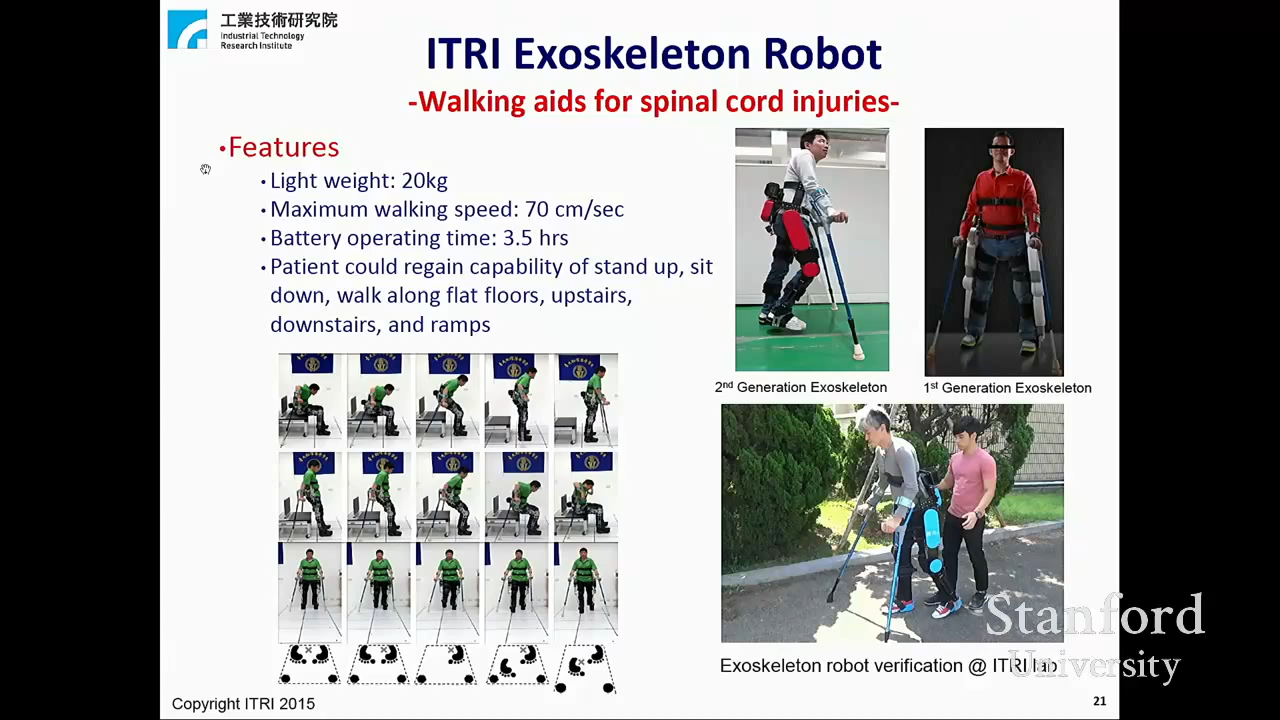 工業技術研究院
Industrial Technology
Research Institute
ITRI Exoskeleton Robot
-Walking aids for spinal cord injuries-
•Features
•Light weight: 20kg
•Maximum walking speed: 70 cm/sec
•Battery operating time: 3.5 hrs
•Patient could regain capability of stand up, sit
down, walk along flat floors, upstairs,
downstairs, and ramps
2nd Generation Exoskeleton
1st Generation Exoskeleton
Exoskeleton robot verification @ ITRI lab
Stanford
University
Copyright ITRI 2015
21